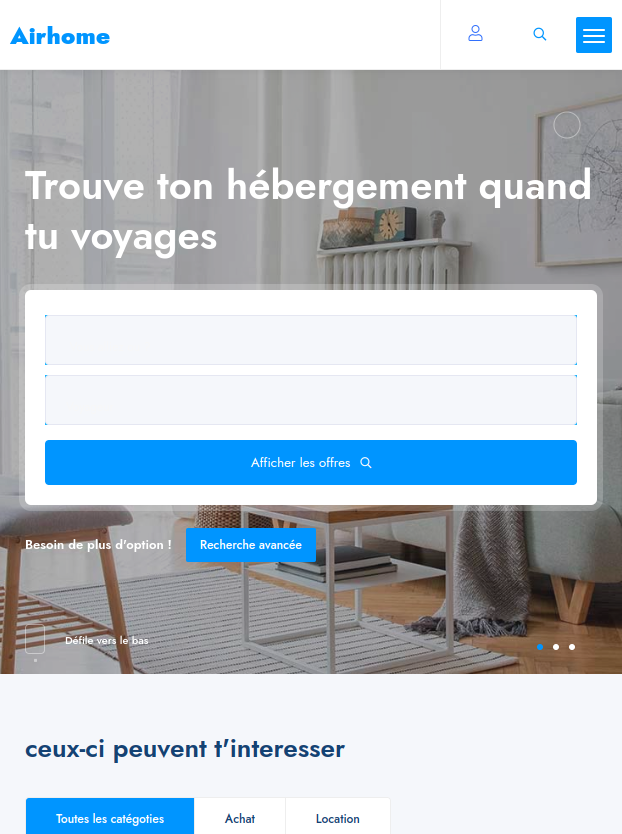 Airhome
Trouve ton hébergement quand
tu voyages
Afficher les offres
Besoin de plus d'option !
Recherche avancée
Défile vers le bas
ceux-ci peuvent t'interesser
Toutes les catégoties
Achat
Location